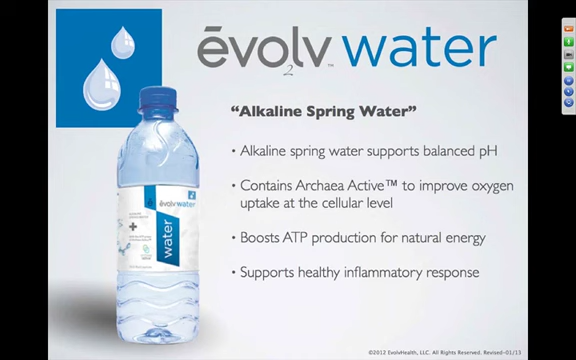 ēvolv water
2
™
"Alkaline Spring Water"
• Alkaline spring water supports balanced pH
• Contains Archaea Active™ to improve oxygen
uptake at the cellular level
• Boosts ATP production for natural energy
• Supports healthy inflammatory response
ēvolvwater
water
©2012 EvolvHealth, LLC. All Rights Reserved. Revised-01/13